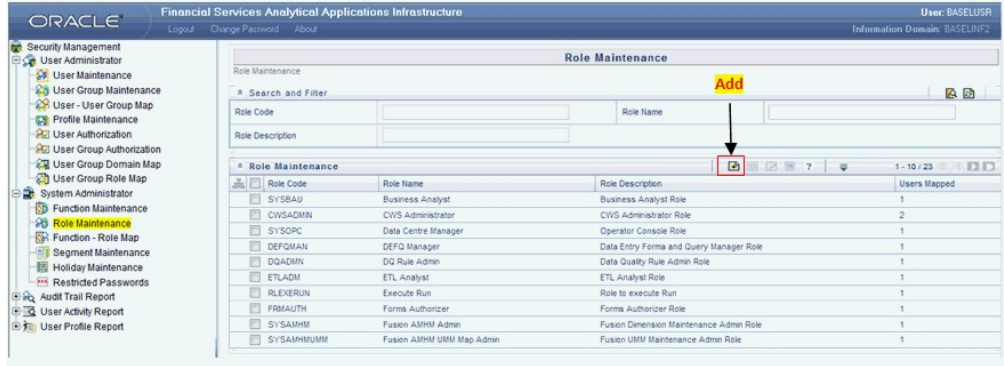 ORACLE
Financial Services Analytical Applications Infrastructure
User: BASELUSR
Logout Change Password About
Information Domain: BASELINF2
Security Management
User Administrator
User Maintenance
User Group Maintenance
User - User Group Map
Profile Maintenance
User Authorization
User Group Authorization
User Group Domain Map
User Group Role Map
System Administrator
Function Maintenance
Role Maintenance
Function - Role Map
Segment Maintenance
Holiday Maintenance
Restricted Passwords
Audit Trail Report
User Activity Report
User Profile Report
Role Maintenance
Role Maintenance
Add
Search and Filter
Role Code Role Name
Role Description
Role Maintenance ? 1 - 10 / 23
Role Code Role Name Role Description Users Mapped
SYSBAU Business Analyst Business Analyst Role 1
CWSADMIN CWS Administrator CWS Administrator Role 2
SYSOPC Data Centre Manager Operator Console Role 1
DEFQMAN DEFQ Manager Data Entry Forms and Query Manager Role 1
DQADMN DQ Rule Admin Data Quality Rule Admin Role 1
ETLADM ETL Analyst ETL Analyst Role 1
RLEXERUN Execute Run Role to execute Run 1
FRMAUTH Forms Authorizer Forms Authorizer Role 1
SYSAMHM Fusion AMHM Admin Fusion Dimension Maintenance Admin Role 1
SYSAMHMUMM Fusion AMHM UMM Map Admin Fusion UMM Maintenance Admin Role 1